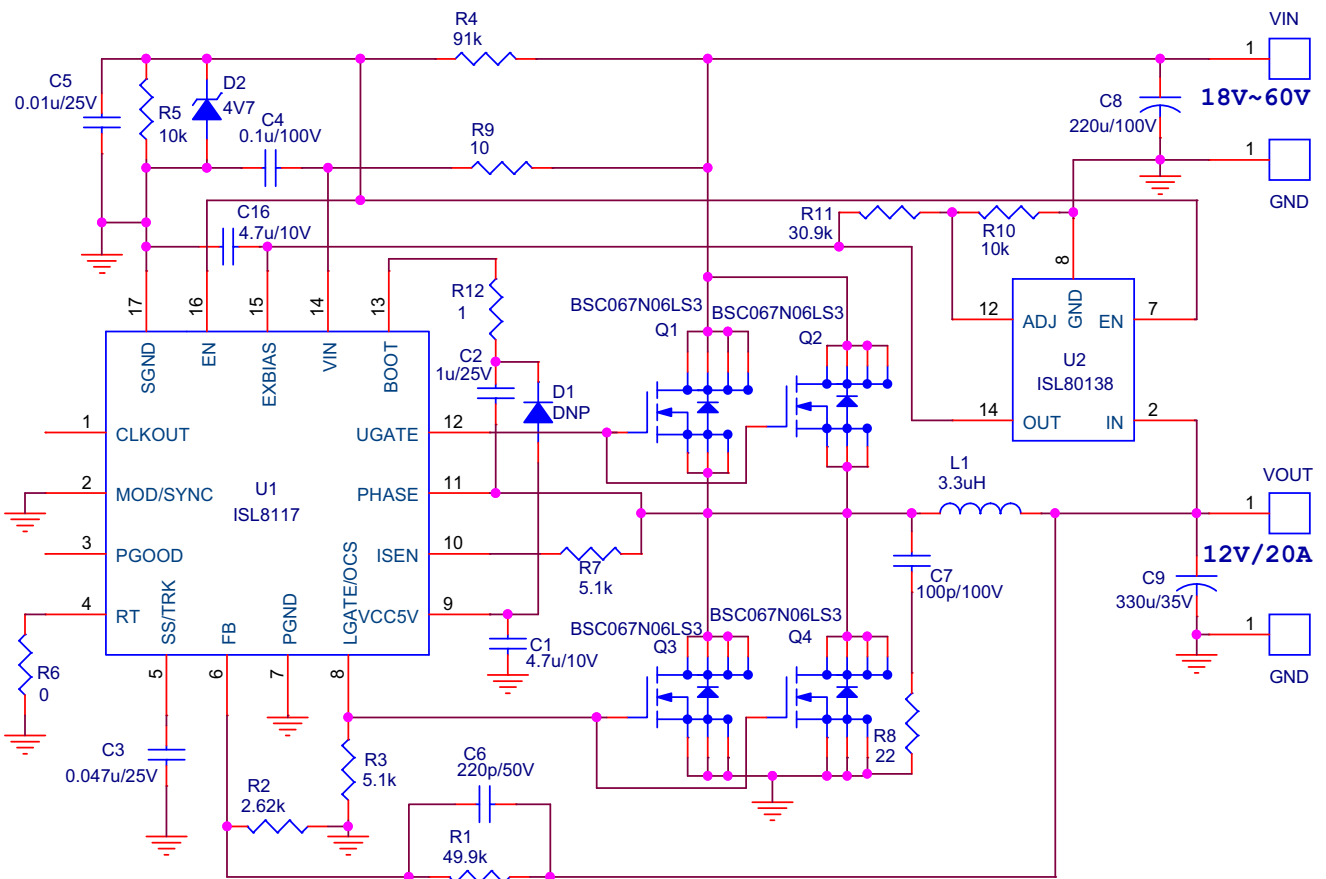 R4
91k
VIN
1
18V~60V
C5
0.01u/25V
R5
10k
D2
4V7
C4
0.1u/100V
R9
10
C8
220u/100V
1
GND
C16
4.7u/10V
R11
30.9k
R10
10k
17
16
15
14
13
8
R12
1
BSC067N06LS3
Q1
BSC067N06LS3
Q2
12
ADJ
GND
EN
7
U2
ISL80138
14
OUT
IN
2
SGND
EN
EXBIAS
VIN
BOOT
C2
1u/25V
D1
DNP
1
CLKOUT
UGATE
12
2
MOD/SYNC
U1
ISL8117
PHASE
11
L1
3.3uH
VOUT
1
12V/20A
3
PGOOD
ISEN
10
R7
5.1k
C7
100p/100V
C9
330u/35V
4
RT
SS/TRK
FB
PGND
LGATE/OCS
VCC5V
9
C1
4.7u/10V
BSC067N06LS3
Q3
BSC067N06LS3
Q4
1
GND
R6
0
5
6
7
8
R8
22
C3
0.047u/25V
R2
2.62k
R3
5.1k
C6
220p/50V
R1
49.9k